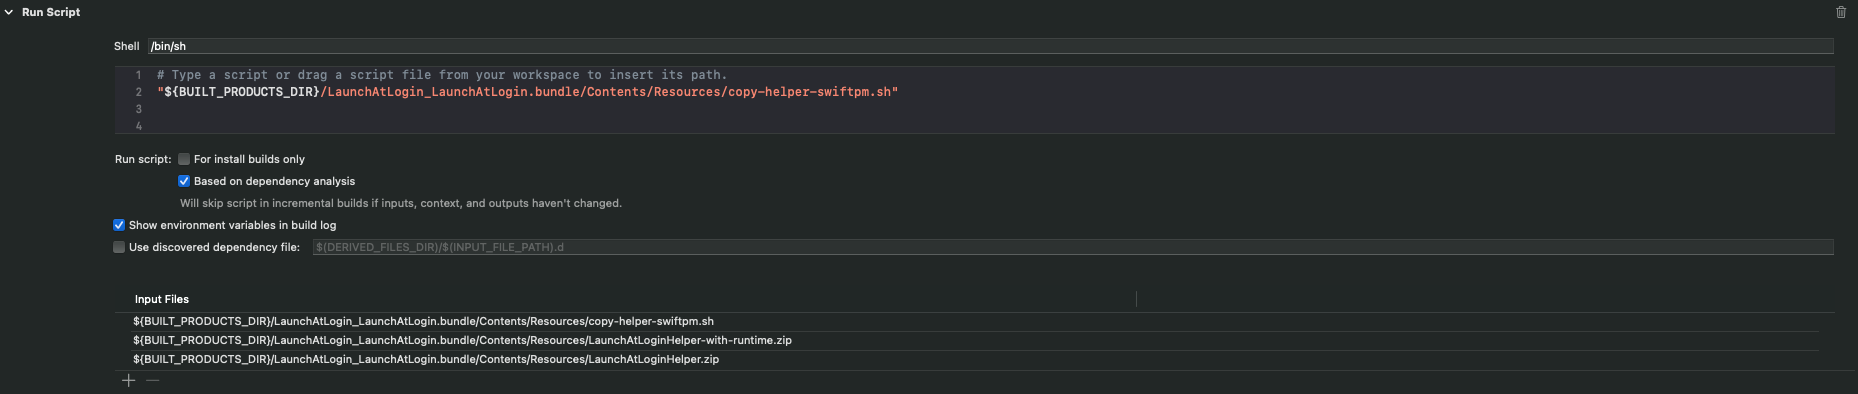 Run Script
Shell /bin/sh
1 # Type a script or drag a script file from your workspace to insert its path.
2 "${BUILT_PRODUCTS_DIR}/LaunchAtLogin_LaunchAtLogin.bundle/Contents/Resources/copy-helper-swiftpm.sh"
3
4
Run script: For install builds only
Based on dependency analysis
Will skip script in incremental builds if inputs, context, and outputs haven't changed.
Show environment variables in build log
Use discovered dependency file: $(DERIVED_FILES_DIR)/$(INPUT_FILE_PATH).d
Input Files
${BUILT_PRODUCTS_DIR}/LaunchAtLogin_LaunchAtLogin.bundle/Contents/Resources/copy-helper-swiftpm.sh
${BUILT_PRODUCTS_DIR}/LaunchAtLogin_LaunchAtLogin.bundle/Contents/Resources/LaunchAtLoginHelper-with-runtime.zip
${BUILT_PRODUCTS_DIR}/LaunchAtLogin_LaunchAtLogin.bundle/Contents/Resources/LaunchAtLoginHelper.zip